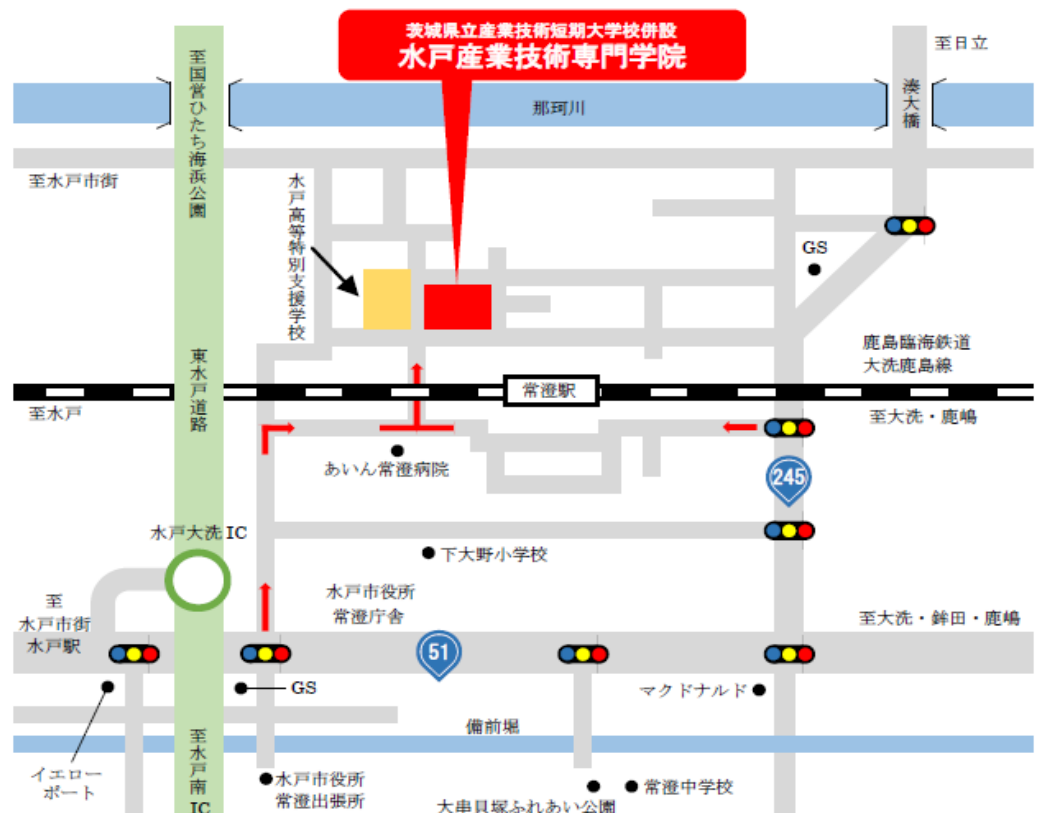 茨城県立産業技術短期大学校併設
水戸産業技術専門学院
至日立
至国営ひたち海浜公園
那珂川
湊大橋
至水戸市街
水戸高等特別支援学校
GS
鹿島臨海鉄道
大洗鹿島線
東水戸道路
常澄駅
至水戸
至大洗・鹿嶋
あいん常澄病院
245
水戸大洗IC
下大野小学校
至
水戸市街
水戸駅
水戸市役所
常澄庁舎
至大洗・鉾田・鹿嶋
51
GS
マクドナルド
備前堀
至水戸南IC
イエロー
ポート
水戸市役所
常澄出張所
常澄中学校
大串貝塚ふれあい公園